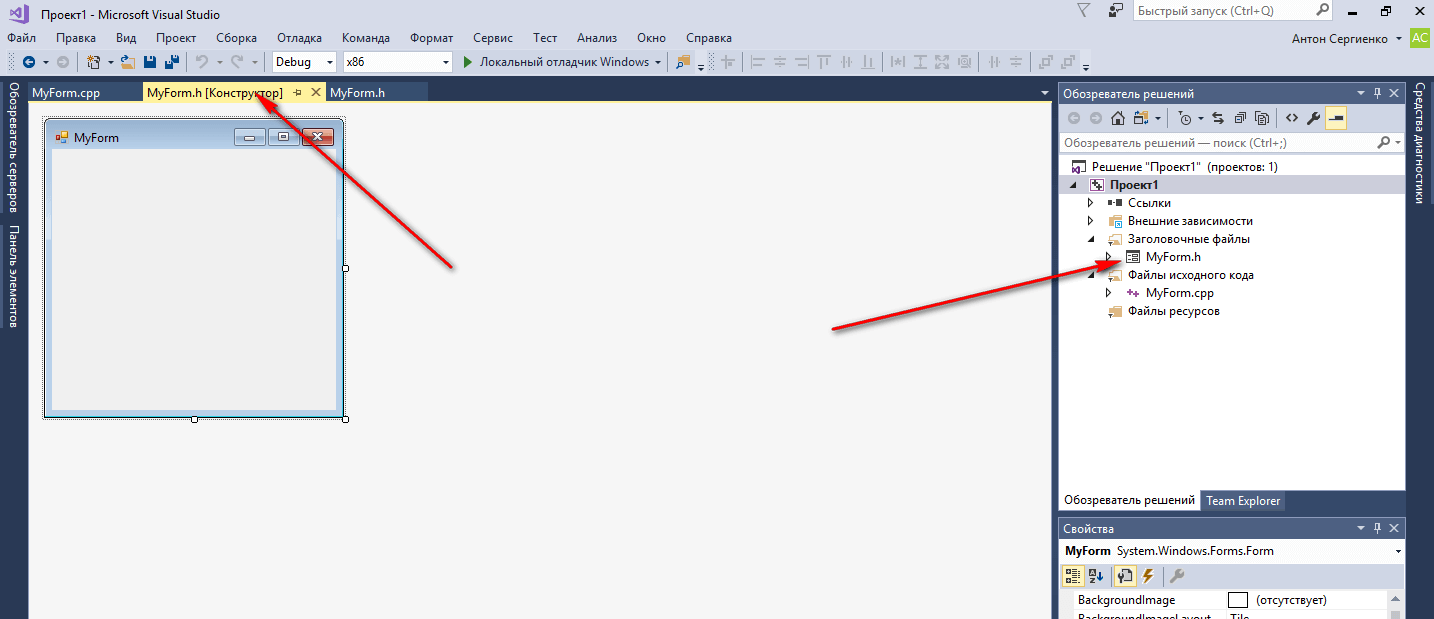 Проект1 - Microsoft Visual Studio
Быстрый запуск (Ctrl+Q)
Файл Правка Вид Проект Сборка Отладка Команда Формат Сервис Тест Анализ Окно Справка
Антон Сергиенко
AC
Debug x86 Локальный отладчик Windows
Обозреватель серверов
Панель элементов
MyForm.cpp MyForm.h [Конструктор] MyForm.h
MyForm
Обозреватель решений
Обозреватель решений — поиск (Ctrl+;)
Решение "Проект1" (проектов: 1)
Проект1
Ссылки
Внешние зависимости
Заголовочные файлы
MyForm.h
Файлы исходного кода
MyForm.cpp
Файлы ресурсов
Обозреватель решений Team Explorer
Свойства
MyForm System.Windows.Forms.Form
BackgroundImage (отсутствует)
BackgroundImageLayout Tile
Средства диагностики